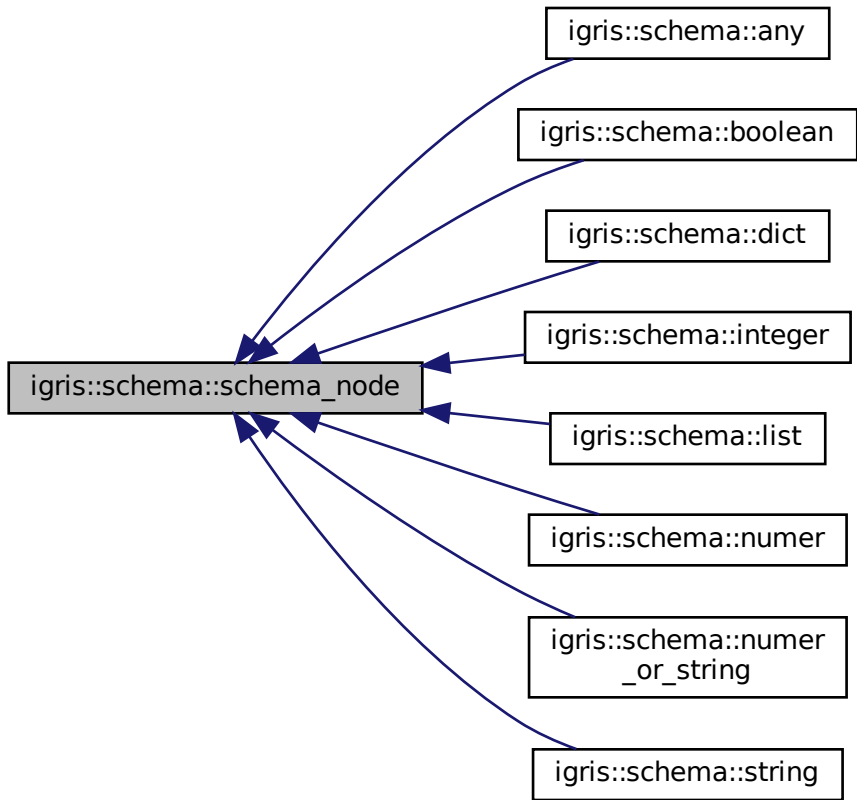 igris::schema::any
igris::schema::boolean
igris::schema::dict
igris::schema::integer
igris::schema::schema_node
igris::schema::list
igris::schema::numer
igris::schema::numer
_or_string
igris::schema::string